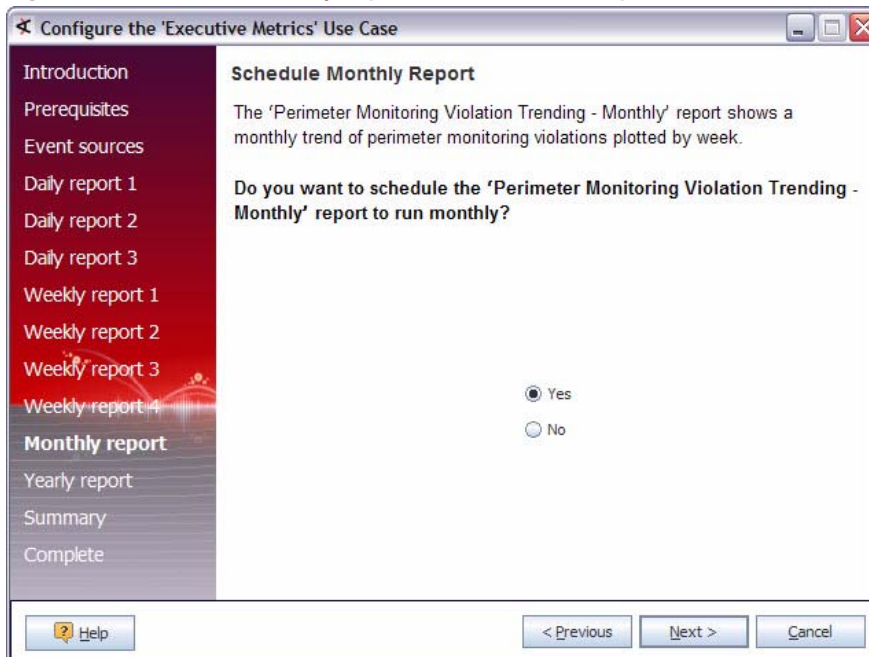 Configure the 'Executive Metrics' Use Case
Introduction
Prerequisites
Event sources
Daily report 1
Daily report 2
Daily report 3
Weekly report 1
Weekly report 2
Weekly report 3
Weekly report 4
Monthly report
Yearly report
Summary
Complete
Schedule Monthly Report
The ‘Perimeter Monitoring Violation Trending - Monthly’ report shows a
monthly trend of perimeter monitoring violations plotted by week.
Do you want to schedule the ‘Perimeter Monitoring Violation Trending -
Monthly’ report to run monthly?
Yes
No
Help
< Previous
Next >
Cancel